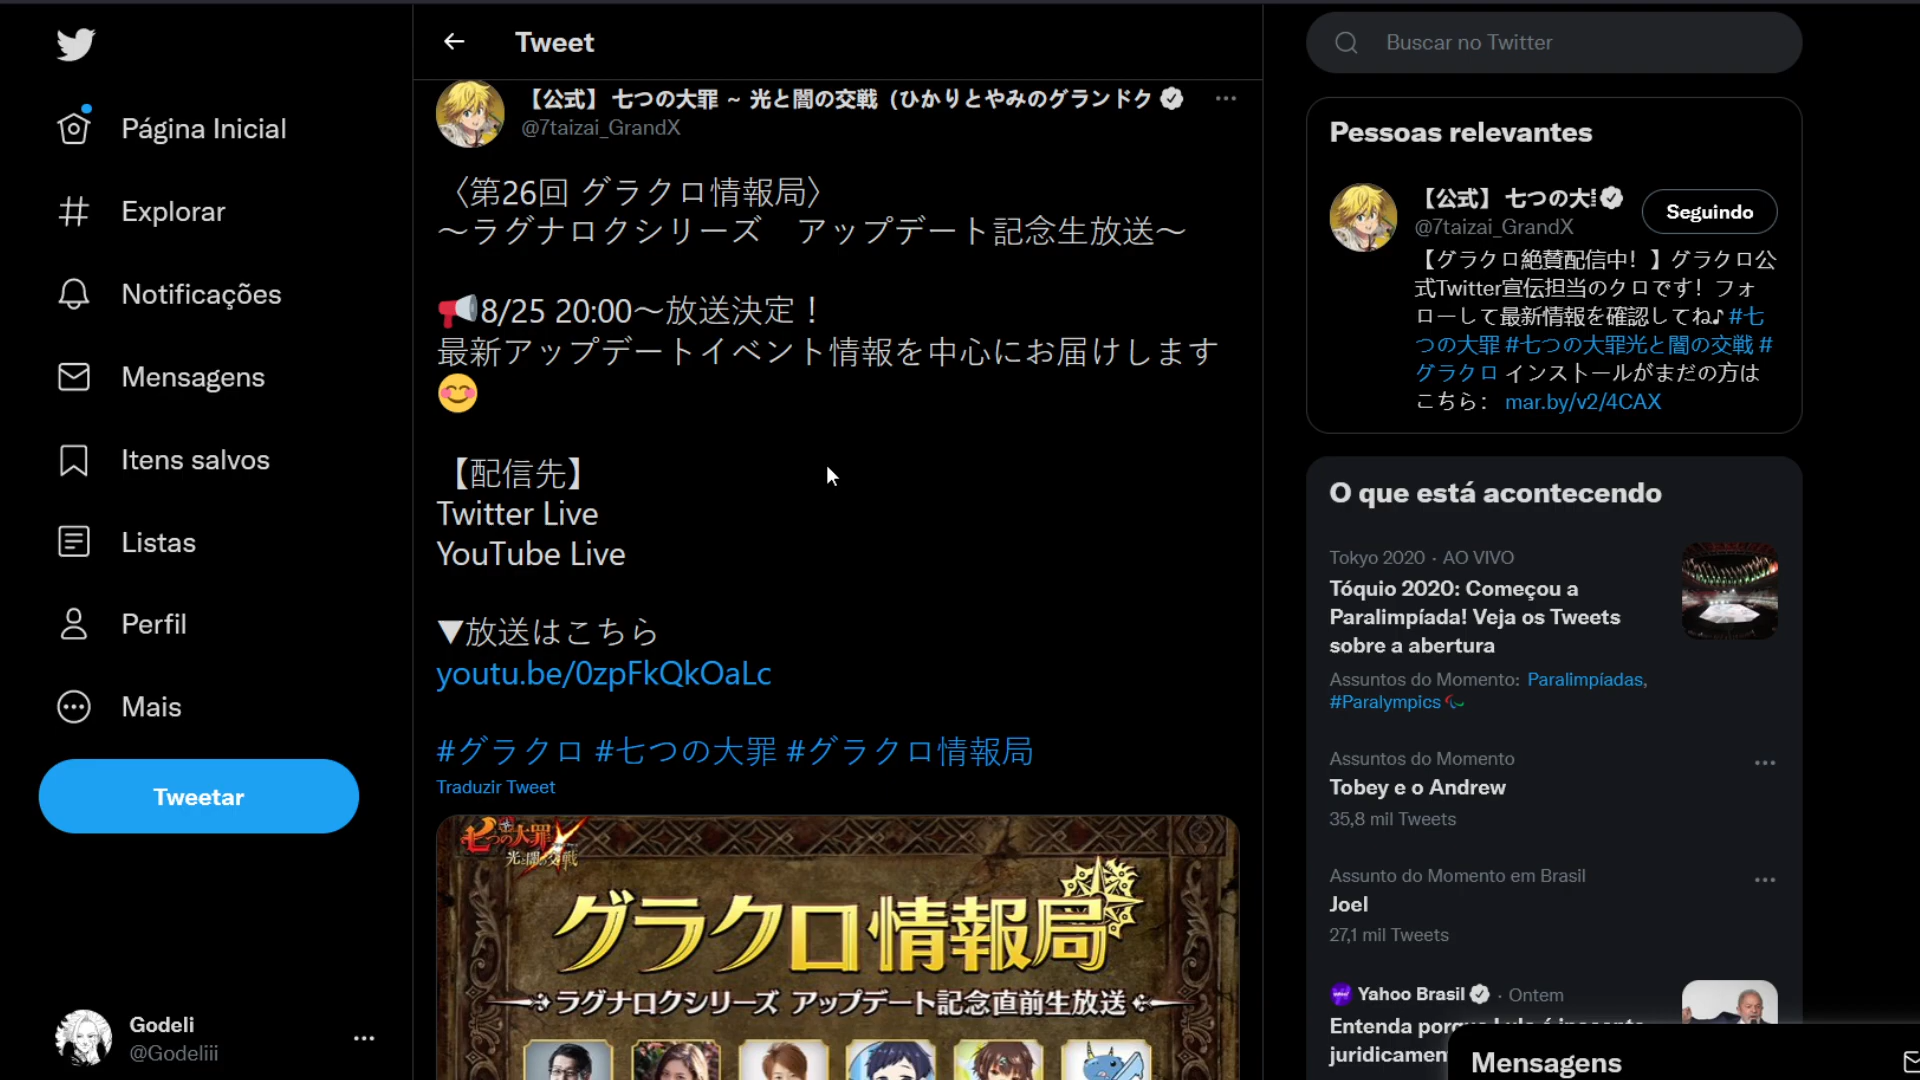 Página Inicial
Explorar
Notificações
Mensagens
Itens salvos
Listas
Perfil
Mais
Tweetar
Godeli
@Godeliii
Tweet
【公式】七つの大罪 ~ 光と闇の交戦（ひかりとやみのグランドク
@7taizai_GrandX
〈第26回 グラクロ情報局〉
～ラグナロクシリーズ　アップデート記念生放送～
📢8/25 20:00～放送決定！
最新アップデートイベント情報を中心にお届けします
😊
【配信先】
Twitter Live
YouTube Live
▼放送はこちら
youtu.be/0zpFkQkOaLc
#グラクロ #七つの大罪 #グラクロ情報局
Traduzir Tweet
七つの大罪
光と闇の交戦
グラクロ情報局
ラグナロクシリーズ アップデート記念直前生放送
Buscar no Twitter
Pessoas relevantes
【公式】七つの大
@7taizai_GrandX
Seguindo
【グラクロ絶賛配信中！】グラクロ公
式Twitter宣伝担当のクロです！フォ
ローして最新情報を確認してね♪ #七
つの大罪 #七つの大罪光と闇の交戦 #
グラクロ インストールがまだの方は
こちら： mar.by/v2/4CAX
O que está acontecendo
Tokyo 2020 · AO VIVO
Tóquio 2020: Começou a
Paralimpíada! Veja os Tweets
sobre a abertura
Assuntos do Momento: Paralimpíadas,
#Paralympics
Assuntos do Momento
Tobey e o Andrew
35,8 mil Tweets
Assunto do Momento em Brasil
Joel
27,1 mil Tweets
Yahoo Brasil · Ontem
Entenda
juridicamen
Mensagens